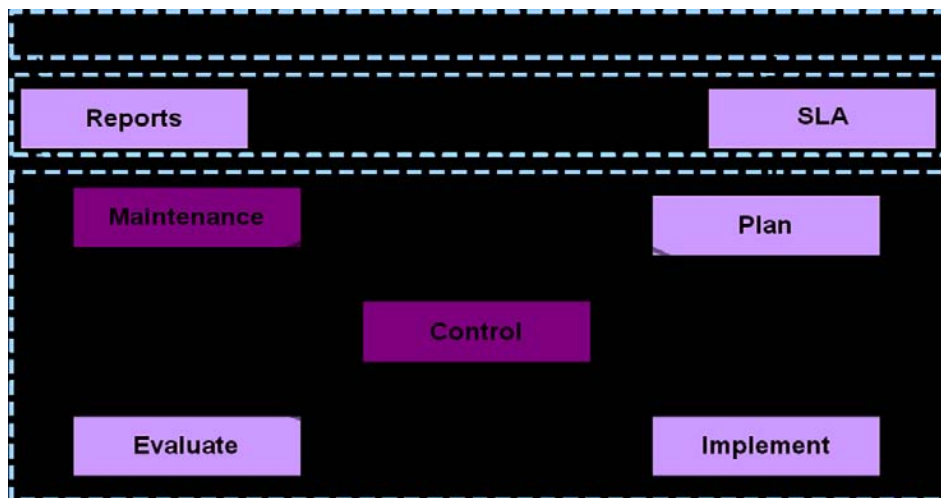 Reports
SLA
Maintenance
Plan
Control
Evaluate
Implement